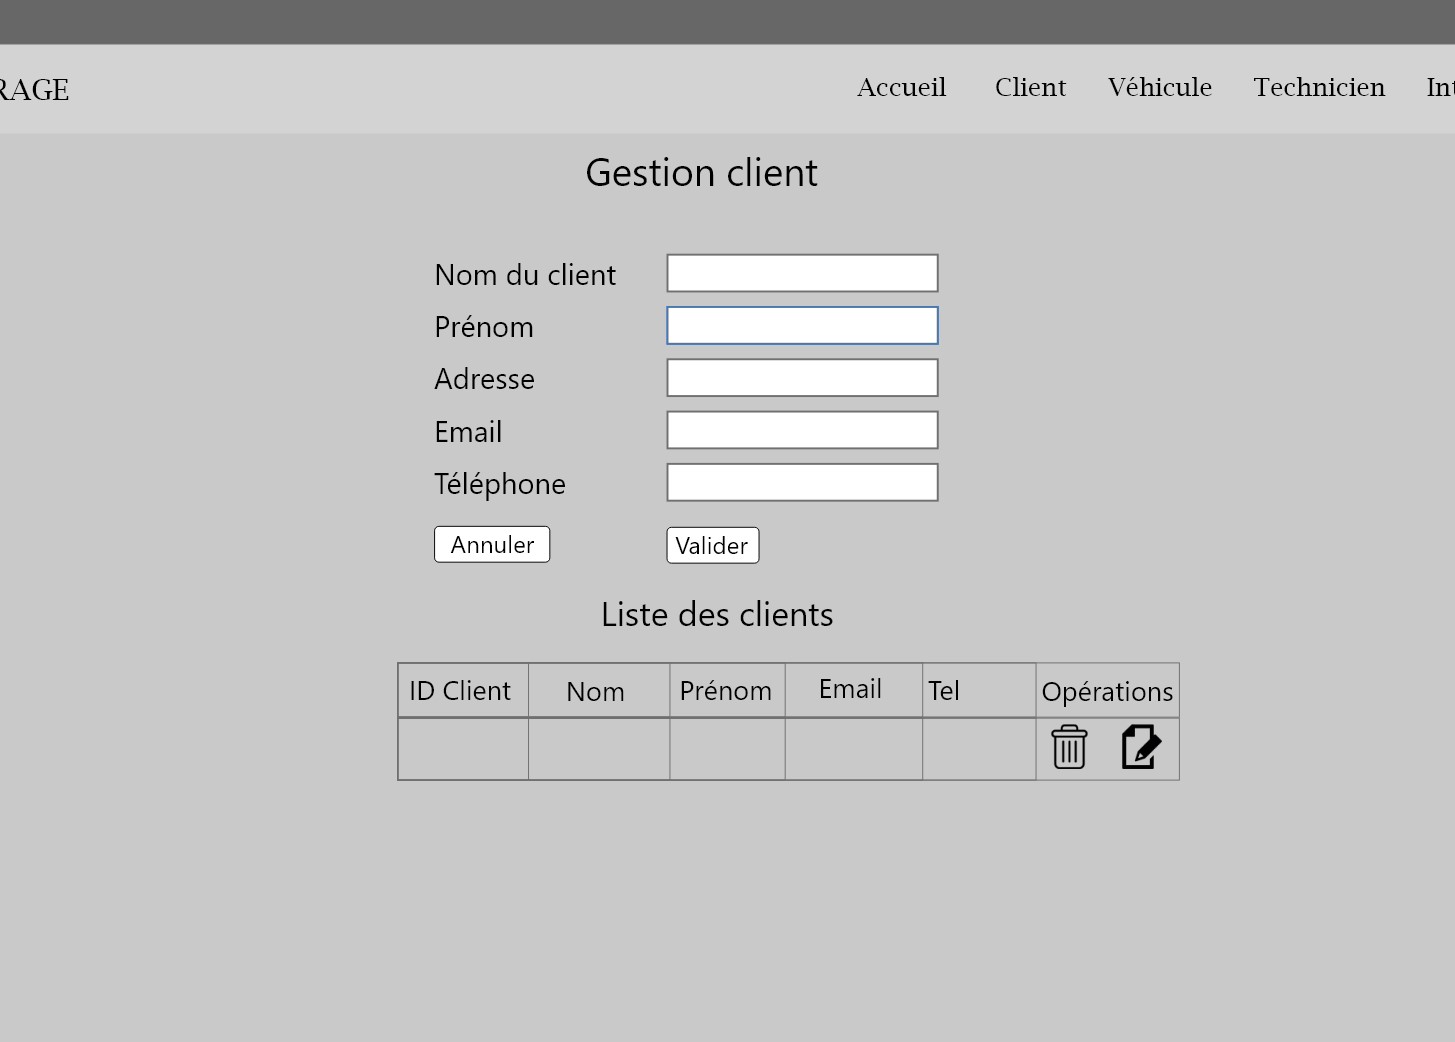 RAGE
Accueil Client Véhicule Technicien Int
Gestion client
Nom du client
Prénom
Adresse
Email
Téléphone
Annuler Valider
Liste des clients
ID Client Nom Prénom Email Tel Opérations